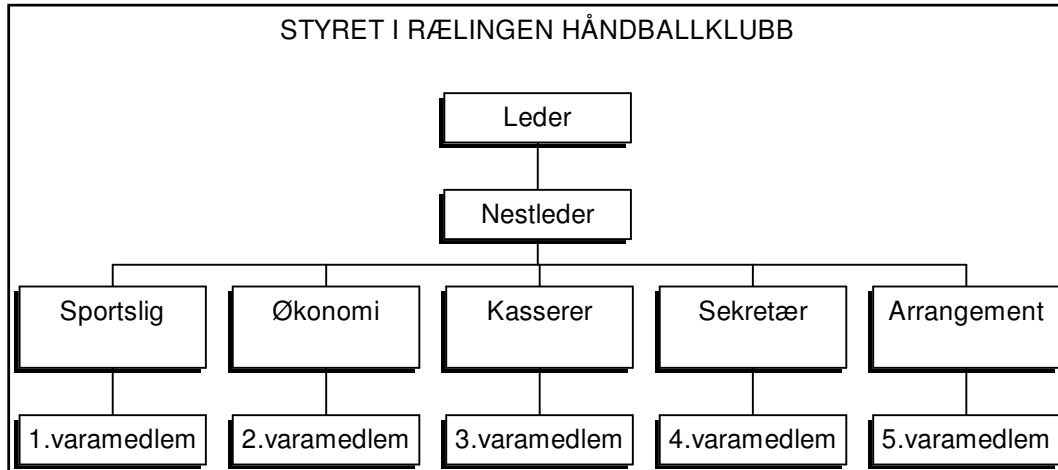 STYRET I RÆLINGEN HÅNDBALLKLUBB
Leder
Nestleder
Sportslig
Økonomi
Kasserer
Sekretær
Arrangement
1.varamedlem
2.varamedlem
3.varamedlem
4.varamedlem
5.varamedlem